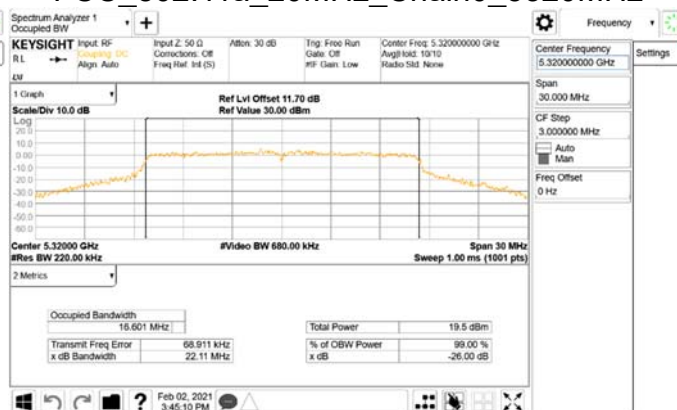 Spectrum Analyzer 1
Occupied BW
KEYSIGHT
Input: RF
Coupling: DC
Align: Auto
Input Z: 50 Ω
Corrections: Off
Freq Ref: Int (S)
Atten: 30 dB
Trig: Free Run
Gate: Off
#IF Gain: Low
Center Freq: 5.320000000 GHz
Avg|Hold: 10/10
Radio Std: None
RL
Frequency
Settings
Center Frequency
5.320000000 GHz
Span
30.000 MHz
CF Step
3.000000 MHz
Auto
Man
Freq Offset
0 Hz
1 Graph
Scale/Div 10.0 dB
Ref Lvl Offset 11.70 dB
Ref Value 30.00 dBm
Log
20.0
10.0
0.00
-10.0
-20.0
-30.0
-40.0
-50.0
-60.0
Center 5.32000 GHz
#Res BW 220.00 kHz
#Video BW 680.00 kHz
Span 30 MHz
Sweep 1.00 ms (1001 pts)
2 Metrics
Occupied Bandwidth
16.601 MHz
Total Power 19.5 dBm
Transmit Freq Error 68.911 kHz
% of OBW Power 99.00 %
x dB Bandwidth 22.11 MHz
x dB -26.00 dB
Feb 02, 2021
3:45:10 PM